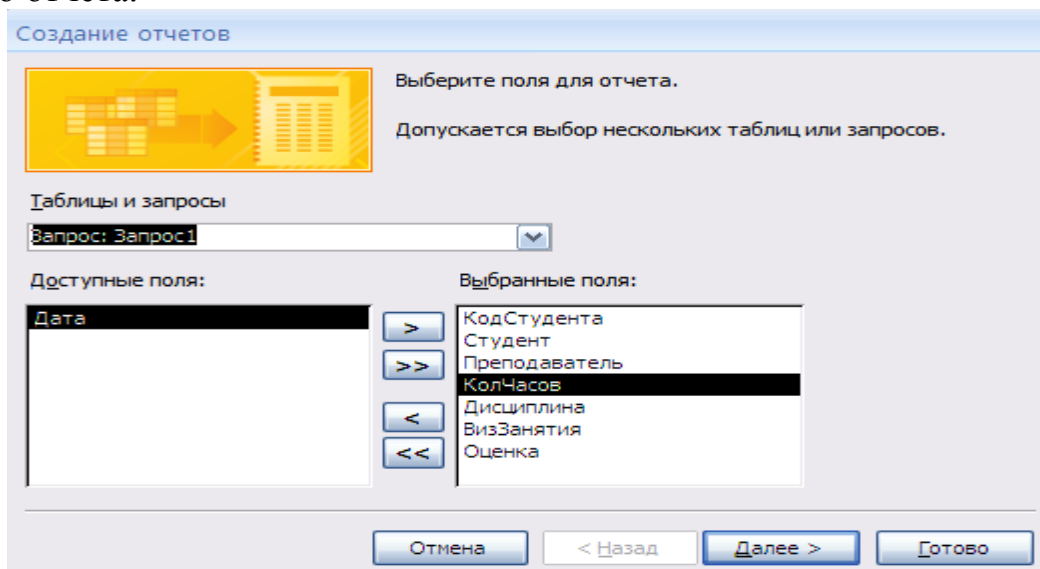 Создание отчетов
Выберите поля для отчета.
Допускается выбор нескольких таблиц или запросов.
Таблицы и запросы
Запрос: Запрос1
Доступные поля:
Выбранные поля:
Дата
>
>>
<
<<
КодСтудента
Студент
Преподаватель
КолЧасов
Дисциплина
ВизЗанятия
Оценка
Отмена
< Назад
Далее >
Готово